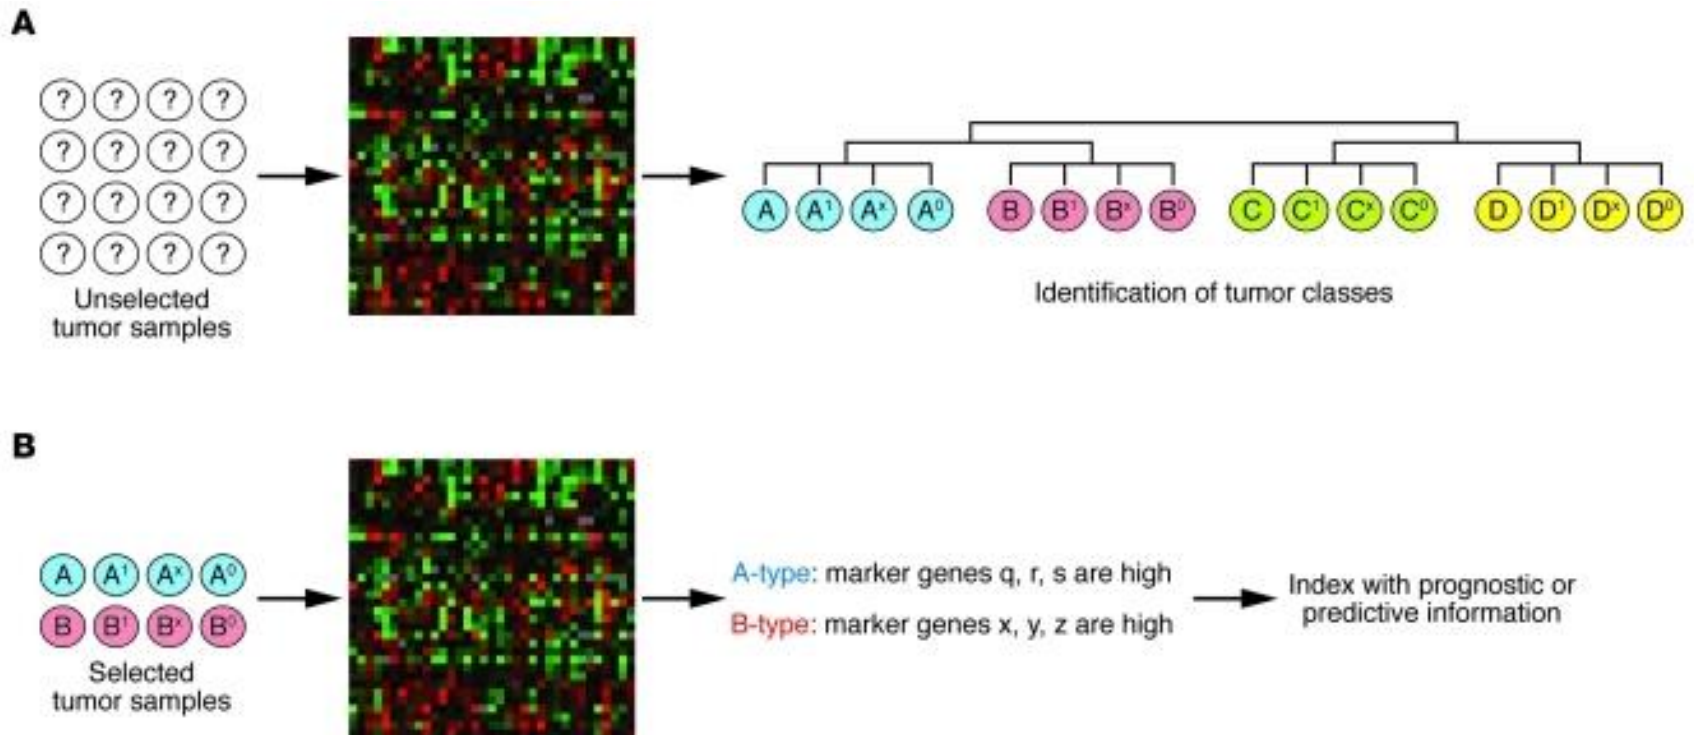 A
? ? ? ?
? ? ? ?
? ? ? ?
? ? ? ?
Unselected
tumor samples
A A¹ Aˣ A⁰ B B¹ Bˣ B⁰ C C¹ Cˣ C⁰ D D¹ Dˣ D⁰
Identification of tumor classes
B
A A¹ Aˣ A⁰
B B¹ Bˣ B⁰
Selected
tumor samples
A-type: marker genes q, r, s are high
B-type: marker genes x, y, z are high
Index with prognostic or
predictive information